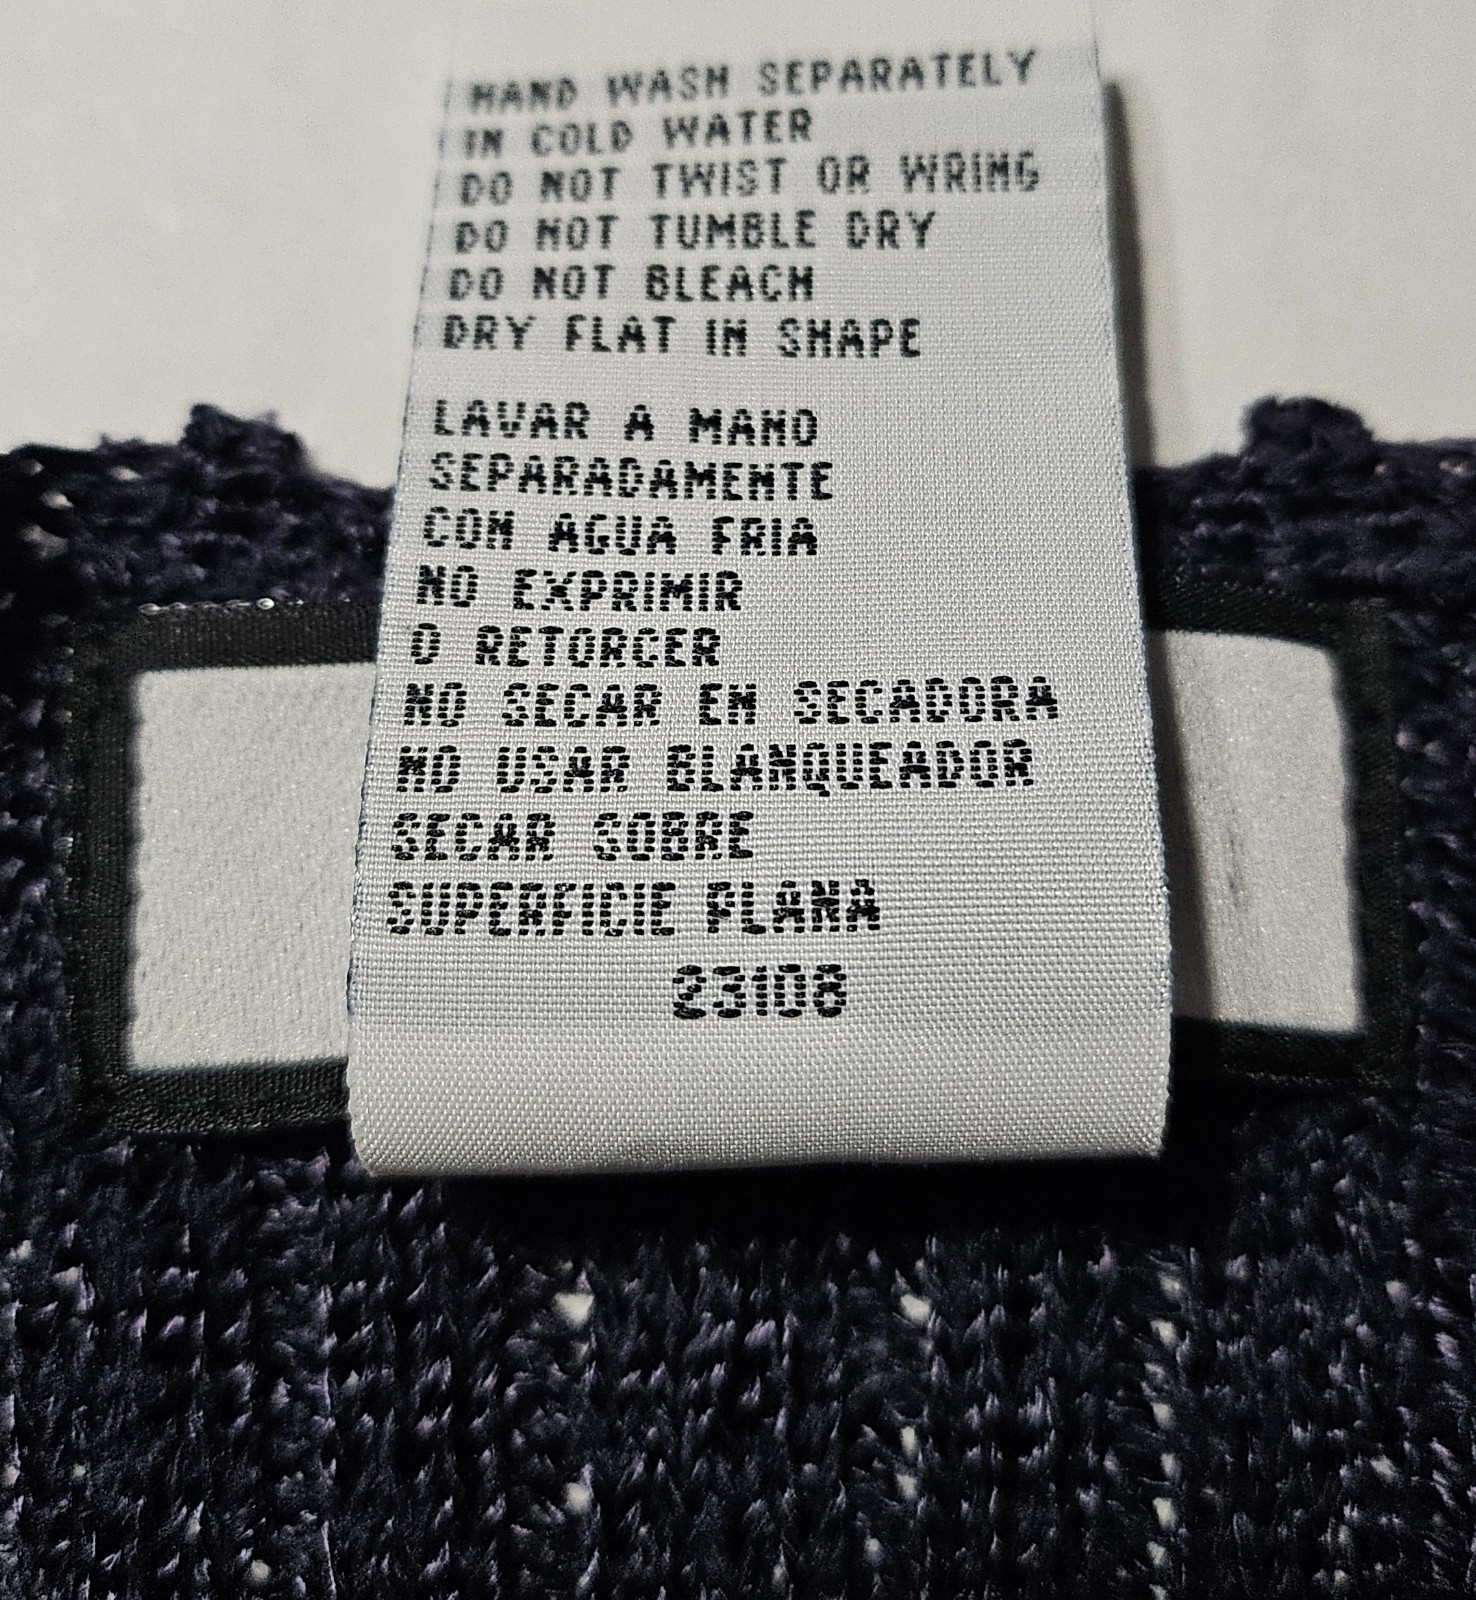 HAND WASH SEPARATELY
IN COLD WATER
DO NOT TWIST OR WRING
DO NOT TUMBLE DRY
DO NOT BLEACH
DRY FLAT IN SHAPE
LAVAR A MANO
SEPARADAMENTE
CON AGUA FRIA
NO EXPRIMIR
O RETORCER
NO SECAR EN SECADORA
NO USAR BLANQUEADOR
SECAR SOBRE
SUPERFICIE PLANA
23108